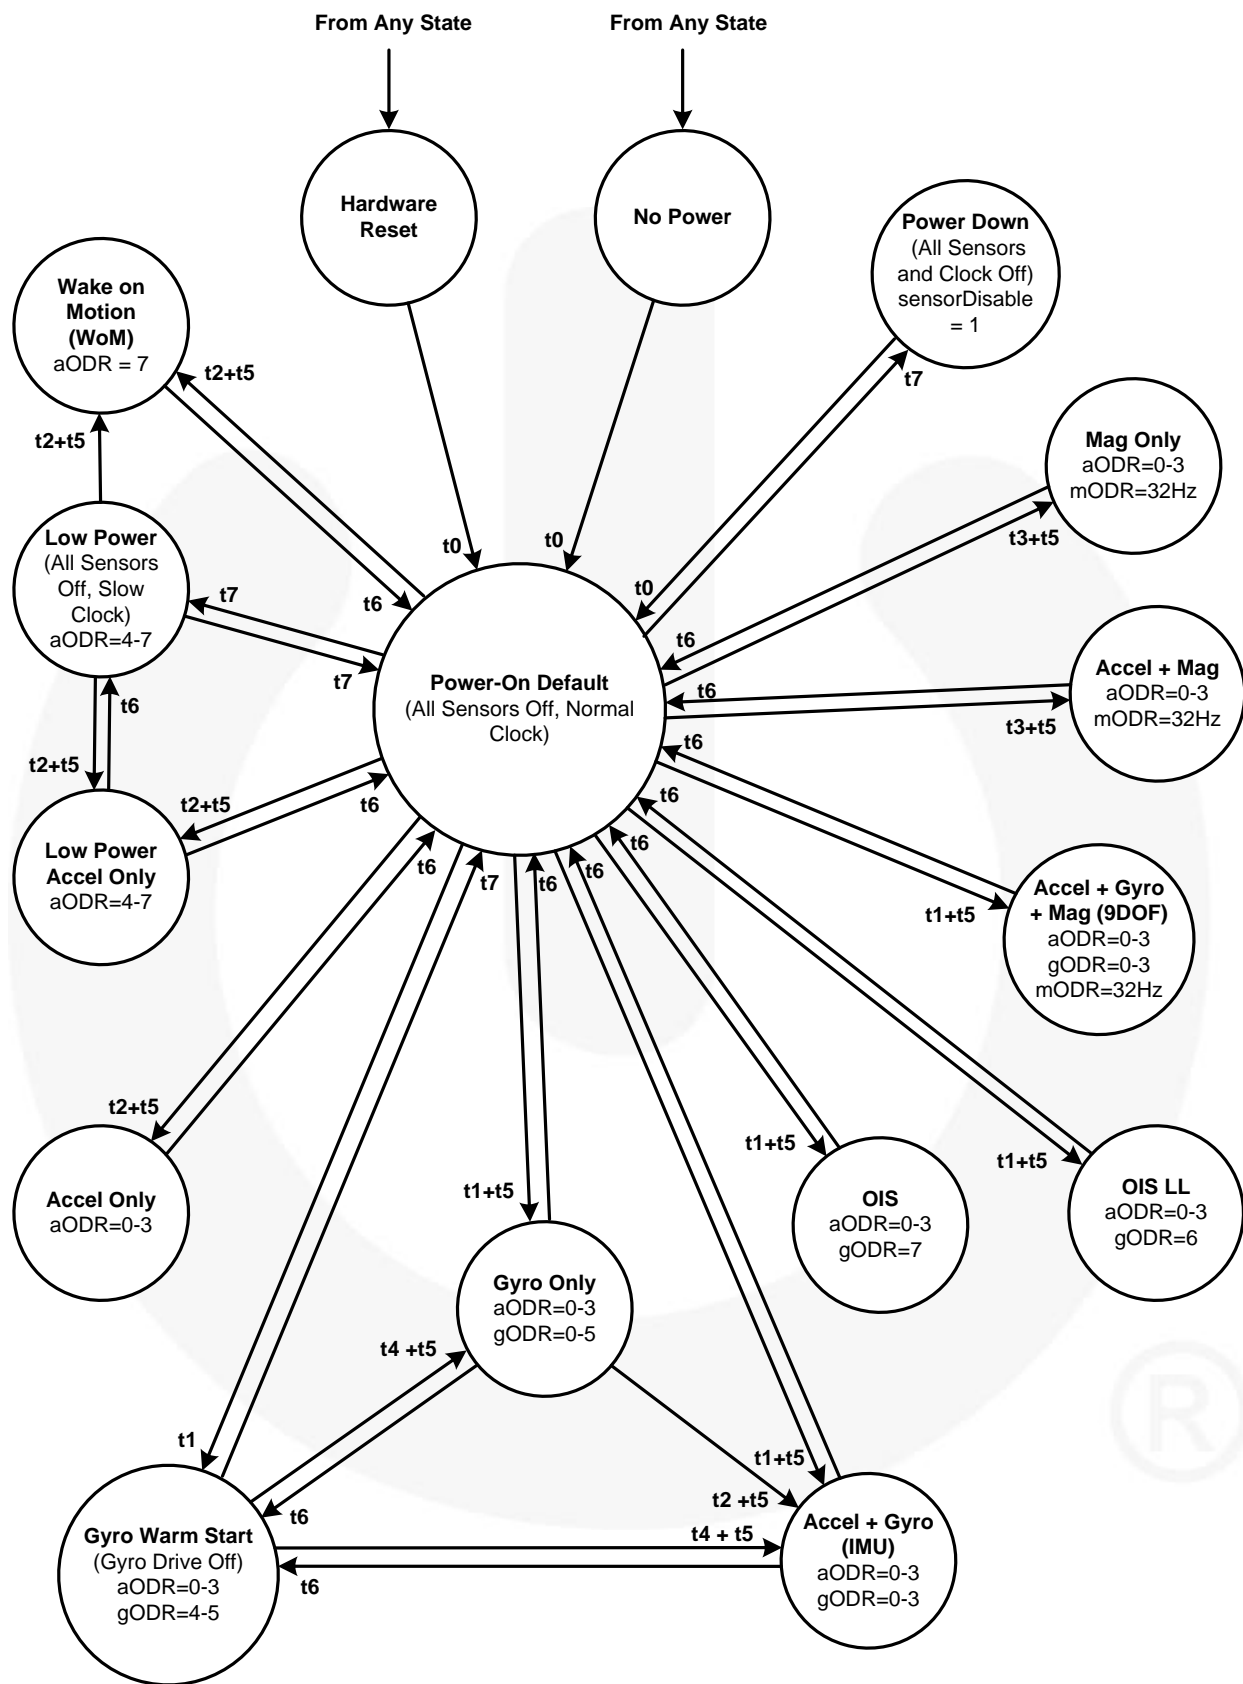 From Any State
From Any State
Hardware
Reset
No Power
Power Down
(All Sensors
and Clock Off)
sensorDisable
= 1
Wake on
Motion
(WoM)
aODR = 7
t2+t5
t7
t2+t5
Mag Only
aODR=0-3
mODR=32Hz
t3+t5
Low Power
(All Sensors
Off, Slow
Clock)
aODR=4-7
t0
t0
t0
t7
t6
t6
t7
Power-On Default
(All Sensors Off, Normal
Clock)
t6
Accel + Mag
aODR=0-3
mODR=32Hz
t3+t5
t6
t6
t2+t5
t2+t5
t6
t6
Low Power
Accel Only
aODR=4-7
t6
t7
t6
t6
t6
Accel + Gyro
+ Mag (9DOF)
aODR=0-3
gODR=0-3
mODR=32Hz
t1+t5
t2+t5
t1+t5
t1+t5
t1+t5
Accel Only
aODR=0-3
OIS
aODR=0-3
gODR=7
OIS LL
aODR=0-3
gODR=6
Gyro Only
aODR=0-3
gODR=0-5
t4 +t5
t1
t1+t5
t2 +t5
t6
Gyro Warm Start
(Gyro Drive Off)
aODR=0-3
gODR=4-5
t4 + t5
t6
Accel + Gyro
(IMU)
aODR=0-3
gODR=0-3
®